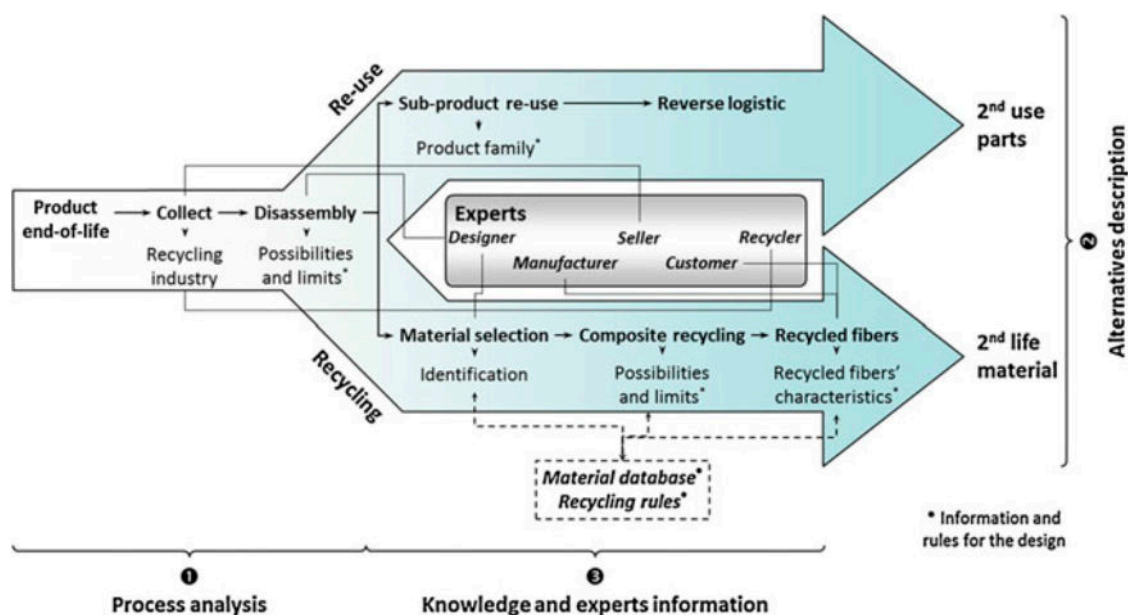 Re-use
Sub-product re-use
Reverse logistic
Product family*
2nd use
parts
Product
end-of-life
Collect
Disassembly
Recycling
industry
Possibilities
and limits*
Experts
Designer
Seller
Recycler
Manufacturer
Customer
Recycling
Material selection
Composite recycling
Recycled fibers
Identification
Possibilities
and limits*
Recycled fibers’
characteristics*
2nd life
material
Material database*
Recycling rules*
❷
Alternatives description
* Information and
rules for the design
❶
Process analysis
❸
Knowledge and experts information